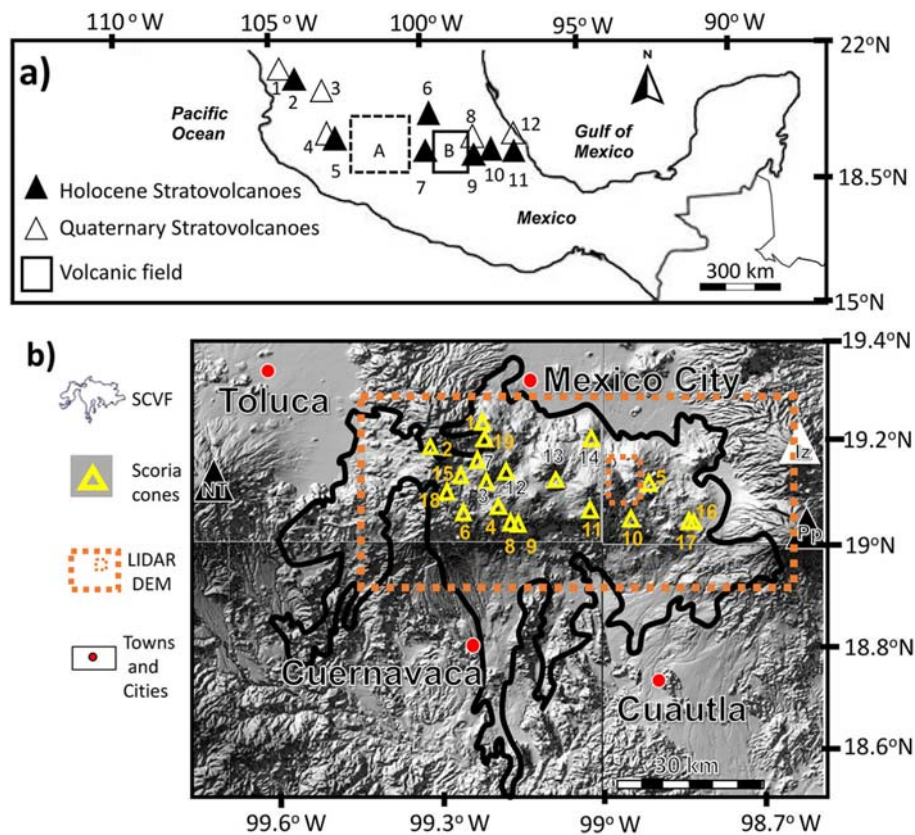 110°W 105°W 100°W 95°W 90°W
22°N
a)
N
1 2 3 6
Pacific
Ocean
8 12
Gulf of
Mexico
4 5 A B
7 9 10 11
18.5°N
Holocene Stratovolcanoes
Quaternary Stratovolcanoes
Mexico
Volcanic field
300 km
15°N
b)
19.4°N
SCVF
Toluca
Mexico City
1
19
2
13
14
19.2°N
Iz
Scoria
cones
NT
15
3
12
5
18
6
4
8
9
11
10
16
17
Pp
LIDAR
DEM
19°N
Towns
and
Cities
Cuernavaca
18.8°N
Cuautla
18.6°N
30 km
99.6°W 99.3°W 99°W 98.7°W